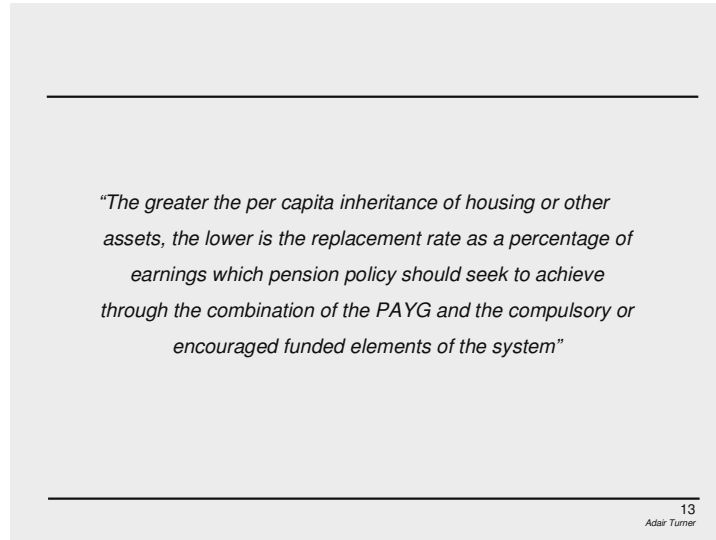 “The greater the per capita inheritance of housing or other
assets, the lower is the replacement rate as a percentage of
earnings which pension policy should seek to achieve
through the combination of the PAYG and the compulsory or
encouraged funded elements of the system”
13
Adair Turner